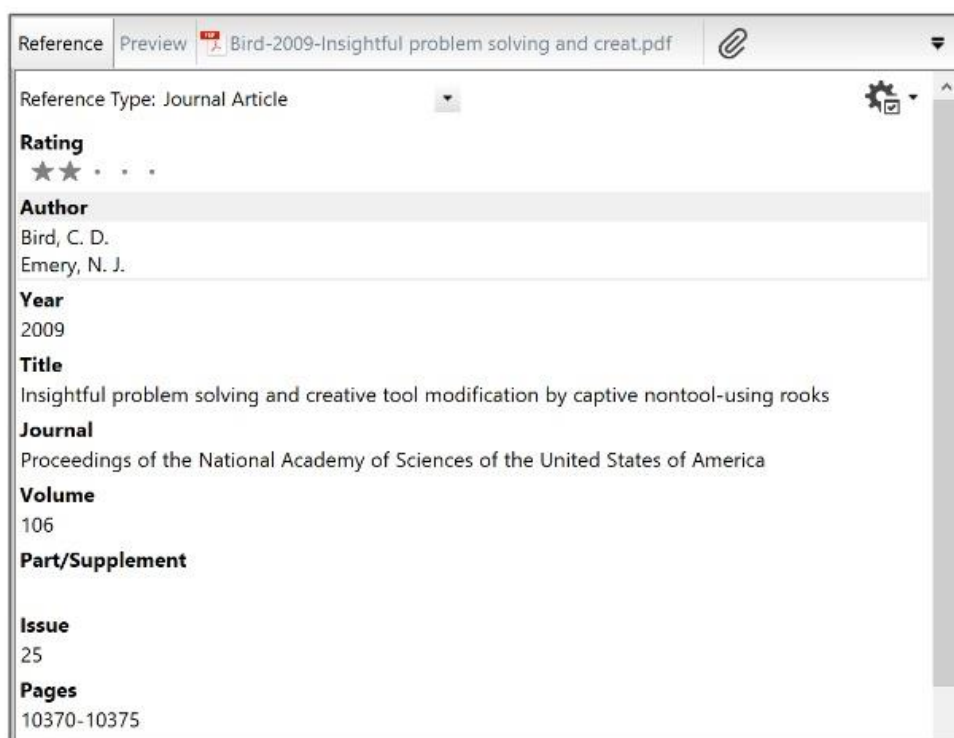 Reference Preview Bird-2009-Insightful problem solving and creat.pdf
Reference Type: Journal Article
Rating
Author
Bird, C. D.
Emery, N. J.
Year
2009
Title
Insightful problem solving and creative tool modification by captive nontool-using rooks
Journal
Proceedings of the National Academy of Sciences of the United States of America
Volume
106
Part/Supplement
Issue
25
Pages
10370-10375